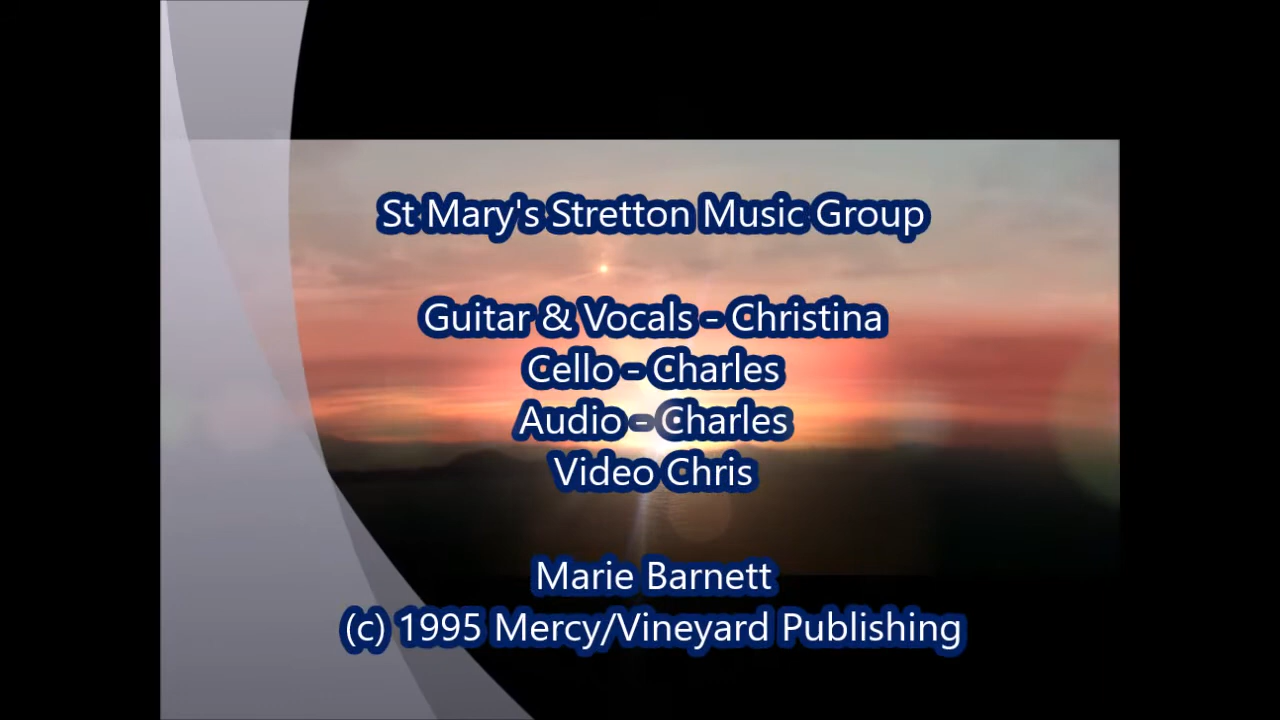 St Mary's Stretton Music Group
Guitar & Vocals - Christina
Cello - Charles
Audio - Charles
Video Chris
Marie Barnett
(c) 1995 Mercy/Vineyard Publishing